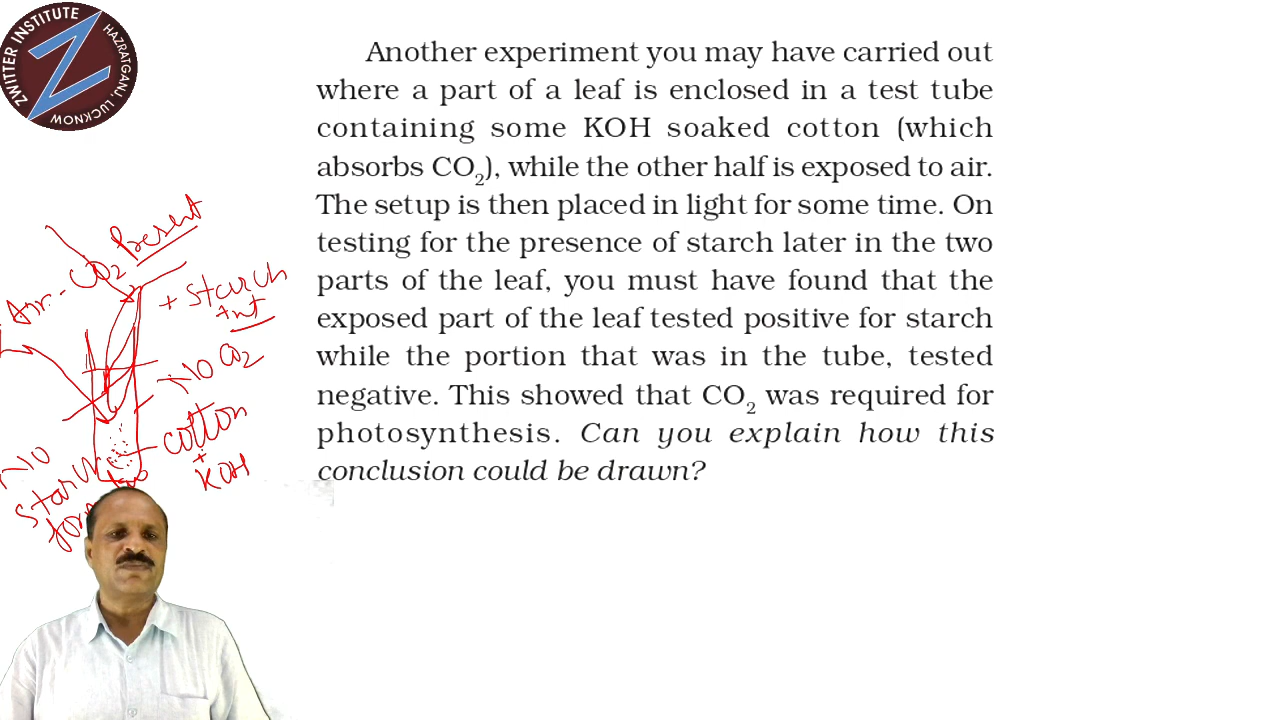 ZWITTER INSTITUTE
HAZRATGANJ, LUCKNOW
Z
Another experiment you may have carried out
where a part of a leaf is enclosed in a test tube
containing some KOH soaked cotton (which
absorbs CO₂), while the other half is exposed to air.
The setup is then placed in light for some time. On
testing for the presence of starch later in the two
parts of the leaf, you must have found that the
exposed part of the leaf tested positive for starch
while the portion that was in the tube, tested
negative. This showed that CO₂ was required for
photosynthesis. Can you explain how this
conclusion could be drawn?
Air - CO₂ Present
+ Starch
NO CO₂
cotton
+
KOH
NO
Starch